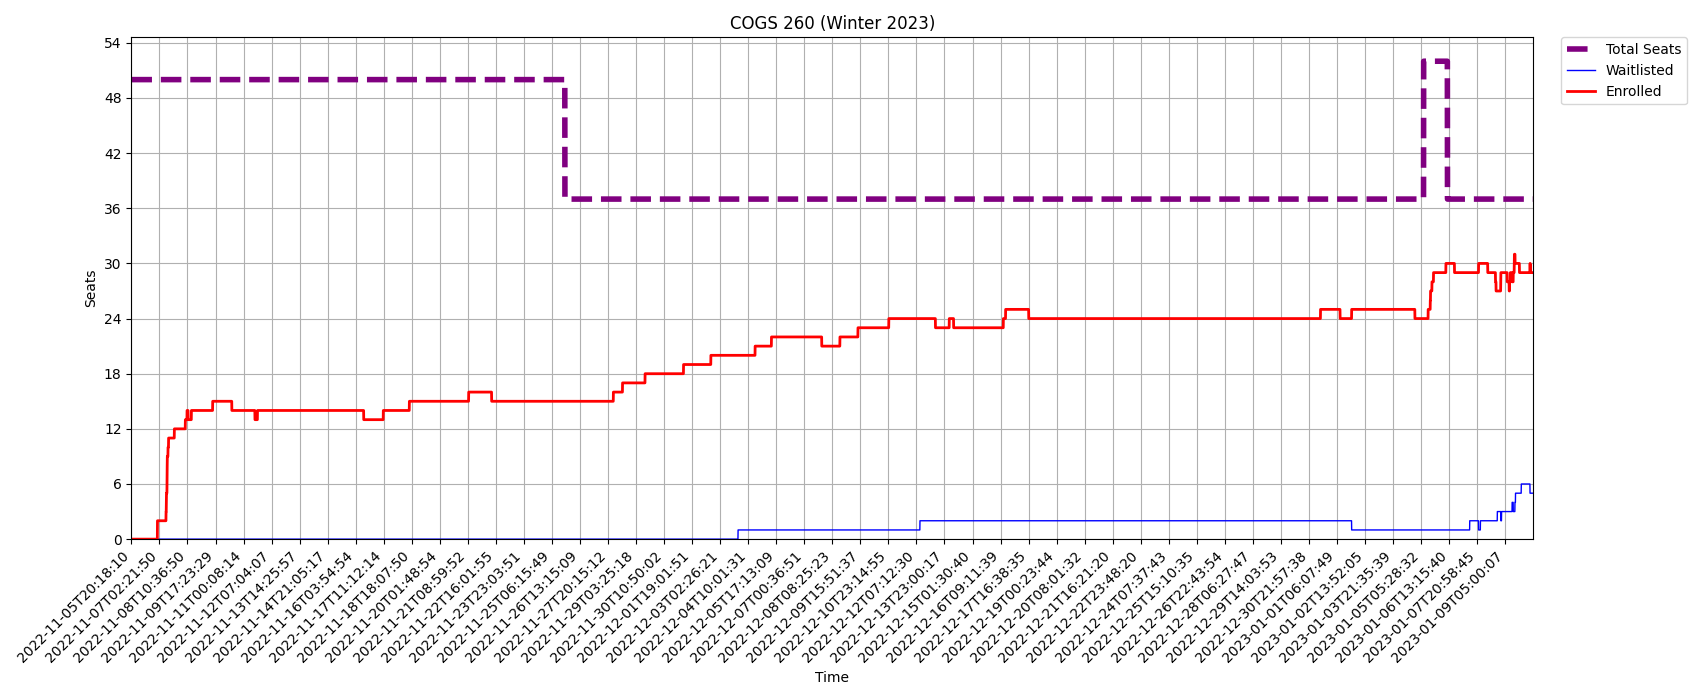 COGS 260 (Winter 2023)
Total Seats
Waitlisted
Enrolled
54
48
42
36
30
24
18
12
6
0
Seats
2022-11-05T20:18:10
2022-11-07T02:21:50
2022-11-08T10:36:50
2022-11-09T17:23:29
2022-11-11T00:08:14
2022-11-12T07:04:07
2022-11-13T14:25:57
2022-11-14T21:05:17
2022-11-16T03:54:54
2022-11-17T11:12:14
2022-11-18T18:07:50
2022-11-20T01:48:54
2022-11-21T08:59:52
2022-11-22T16:01:55
2022-11-23T23:03:51
2022-11-25T06:15:49
2022-11-26T13:15:09
2022-11-27T20:15:12
2022-11-29T03:25:18
2022-11-30T10:50:02
2022-12-01T19:01:51
2022-12-03T02:26:21
2022-12-04T10:01:31
2022-12-05T17:13:09
2022-12-07T00:36:51
2022-12-08T08:25:23
2022-12-09T15:51:37
2022-12-10T23:14:55
2022-12-12T07:12:30
2022-12-13T23:00:17
2022-12-15T01:30:40
2022-12-16T09:11:39
2022-12-17T16:38:35
2022-12-19T00:23:44
2022-12-20T08:01:32
2022-12-21T16:21:20
2022-12-22T23:48:20
2022-12-24T07:37:43
2022-12-25T15:10:35
2022-12-26T22:43:54
2022-12-28T06:27:47
2022-12-29T14:03:53
2022-12-30T21:57:38
2023-01-01T06:07:49
2023-01-02T13:52:05
2023-01-03T21:35:39
2023-01-05T05:28:32
2023-01-06T13:15:40
2023-01-07T20:58:45
2023-01-09T05:00:07
Time